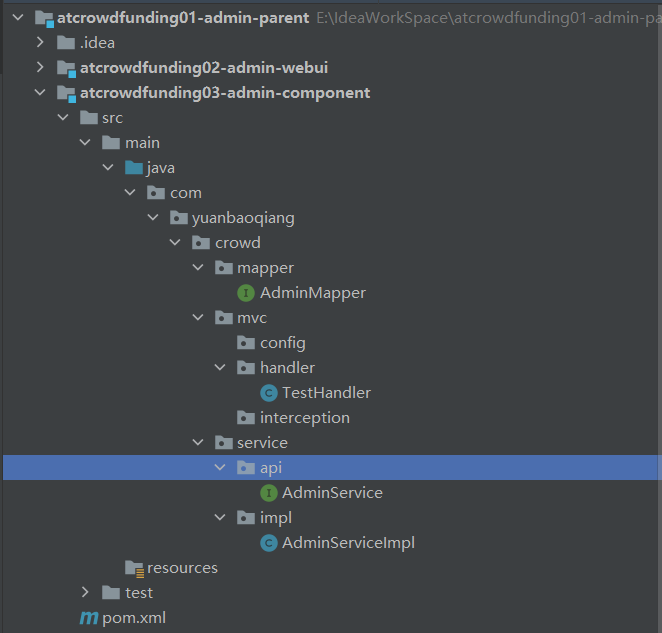 atcrowdfunding01-admin-parent E:\IdeaWorkSpace\atcrowdfunding01-admin-pa
.idea
atcrowdfunding02-admin-webui
atcrowdfunding03-admin-component
src
main
java
com
yuanbaoqiang
crowd
mapper
I AdminMapper
mvc
config
handler
C TestHandler
interception
service
api
I AdminService
impl
C AdminServiceImpl
resources
test
m pom.xml